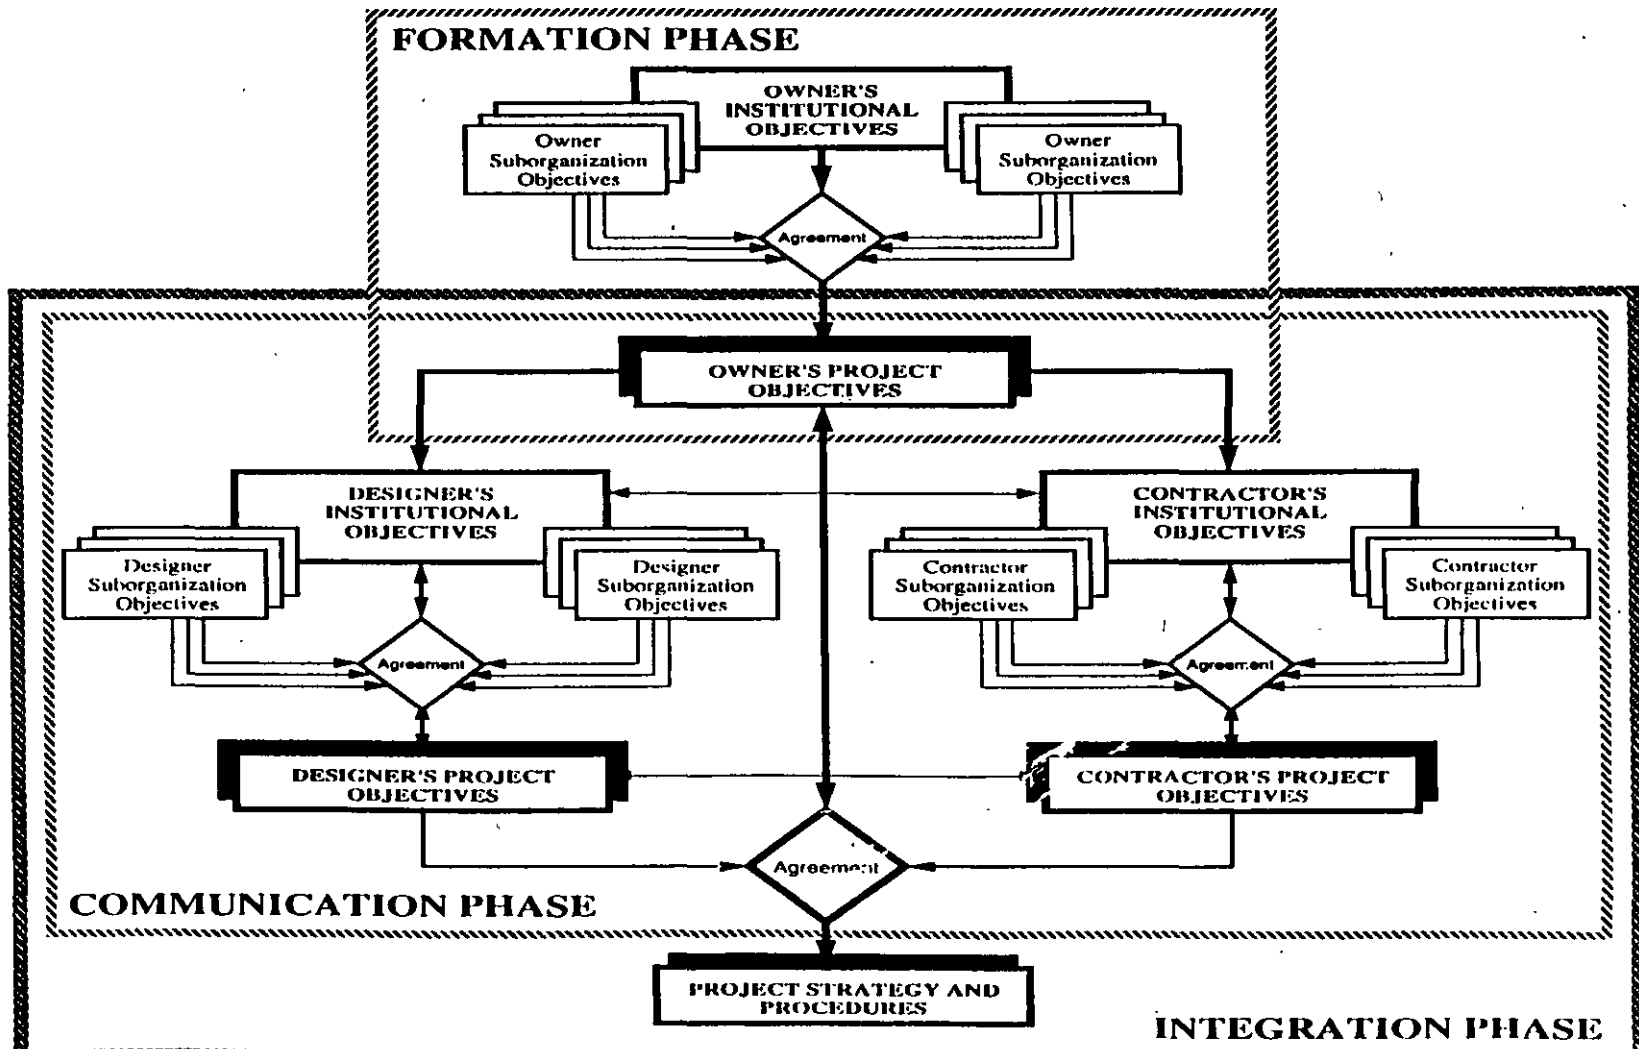 FORMATION PHASE
OWNER'S
INSTITUTIONAL
OBJECTIVES
Owner
Suborganization
Objectives
Owner
Suborganization
Objectives
Agreement
OWNER'S PROJECT
OBJECTIVES
DESIGNER'S
INSTITUTIONAL
OBJECTIVES
CONTRACTOR'S
INSTITUTIONAL
OBJECTIVES
Designer
Suborganization
Objectives
Designer
Suborganization
Objectives
Contractor
Suborganization
Objectives
Contractor
Suborganization
Objectives
Agreement
Agreement
DESIGNER'S PROJECT
OBJECTIVES
CONTRACTOR'S PROJECT
OBJECTIVES
Agreement
COMMUNICATION PHASE
PROJECT STRATEGY AND
PROCEDURES
INTEGRATION PHASE